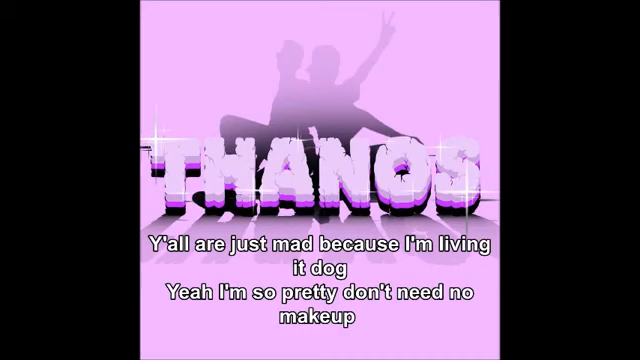 THANOS
Y'all are just mad because I'm living
it dog
Yeah I'm so pretty don't need no
makeup